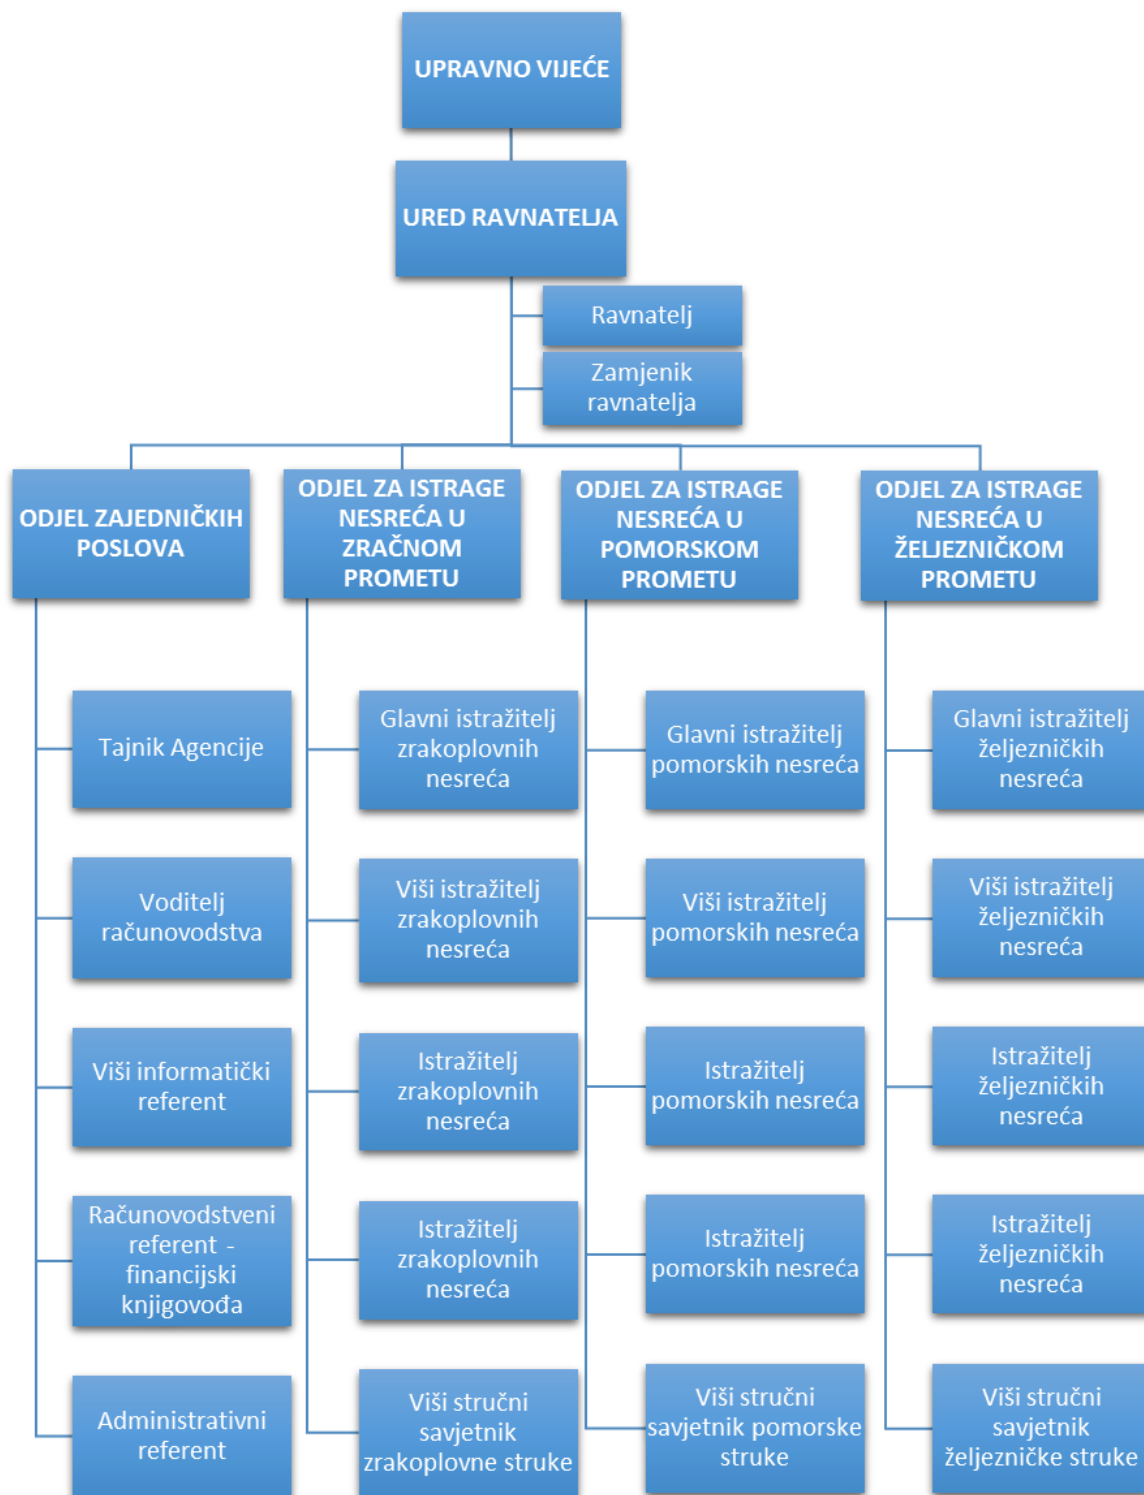 UPRAVNO VIJEĆE
URED RAVNATELJA
Ravnatelj
Zamjenik
ravnatelja
ODJEL ZAJEDNIČKIH
POSLOVA
ODJEL ZA ISTRAGE
NESREĆA U
ZRAČNOM
PROMETU
ODJEL ZA ISTRAGE
NESREĆA U
POMORSKOM
PROMETU
ODJEL ZA ISTRAGE
NESREĆA U
ŽELJEZNIČKOM
PROMETU
Tajnik Agencije
Voditelj
računovodstva
Viši informatički
referent
Računovodstveni
referent -
financijski
knjigovođa
Administrativni
referent
Glavni istražitelj
zrakoplovnih
nesreća
Viši istražitelj
zrakoplovnih
nesreća
Istražitelj
zrakoplovnih
nesreća
Istražitelj
zrakoplovnih
nesreća
Viši stručni
savjetnik
zrakoplovne struke
Glavni istražitelj
pomorskih nesreća
Viši istražitelj
pomorskih nesreća
Istražitelj
pomorskih nesreća
Istražitelj
pomorskih nesreća
Viši stručni
savjetnik pomorske
struke
Glavni istražitelj
željezničkih
nesreća
Viši istražitelj
željezničkih
nesreća
Istražitelj
željezničkih
nesreća
Istražitelj
željezničkih
nesreća
Viši stručni
savjetnik
željezničke struke